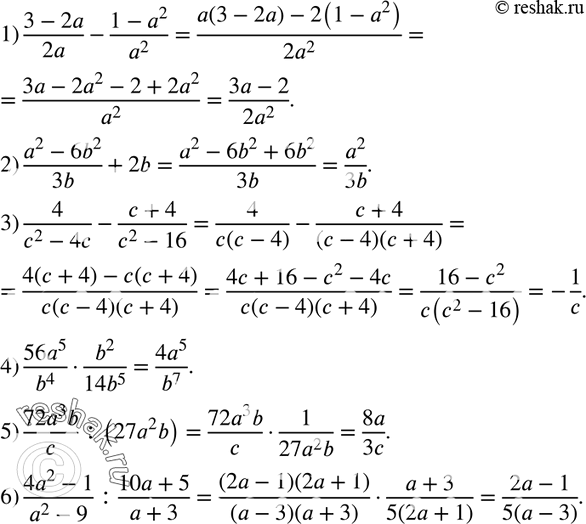 © reshak.ru
1) (3 − 2a)/(2a) − (1 − a²)/(a²) = (a(3 − 2a) − 2(1 − a²))/(2a²) =
= (3a − 2a² − 2 + 2a²)/(a²) = (3a − 2)/(2a²).
2) (a² − 6b²)/(3b) + 2b = (a² − 6b² + 6b²)/(3b) = a²/(3b).
3) 4/(c² − 4c) − (c + 4)/(c² − 16) = 4/(c(c − 4)) − (c + 4)/((c − 4)(c + 4)) =
= (4(c + 4) − c(c + 4))/(c(c − 4)(c + 4)) = (4c + 16 − c² − 4c)/(c(c − 4)(c + 4)) = (16 − c²)/(c(c² − 16)) = −1/c.
4) (56a⁵)/(b⁴) · (b²)/(14b⁵) = (4a⁵)/(b⁷).
5) (72a³b)/c : (27a²b) = (72a³b)/c · 1/(27a²b) = (8a)/(3c).
6) (4a² − 1)/(a² − 9) : (10a + 5)/(a + 3) = ((2a − 1)(2a + 1))/((a − 3)(a + 3)) · (a + 3)/(5(2a + 1)) = (2a − 1)/(5(a − 3)).